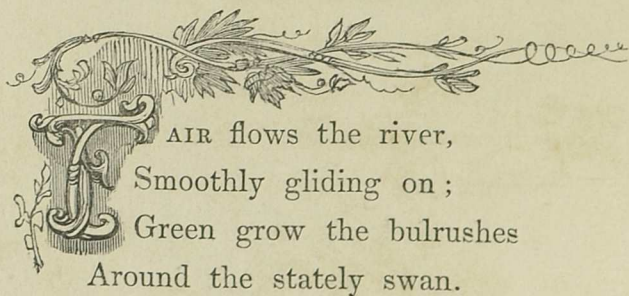 FAIR flows the river,
Smoothly gliding on ;
Green grow the bulrushes
Around the stately swan.